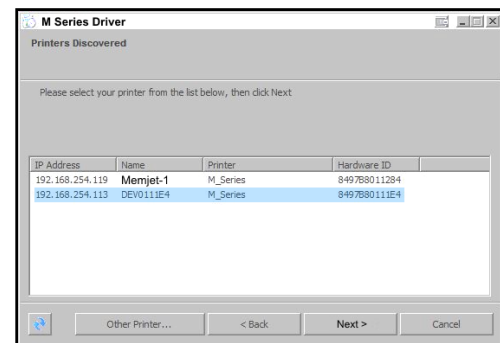 M Series Driver
Printers Discovered
Please select your printer from the list below, then click Next
IP Address Name Printer Hardware ID
192.168.254.119 Memjet-1 M_Series 8497B8011284
192.168.254.113 DEV0111E4 M_Series 8497B80111E4
Other Printer... < Back Next > Cancel